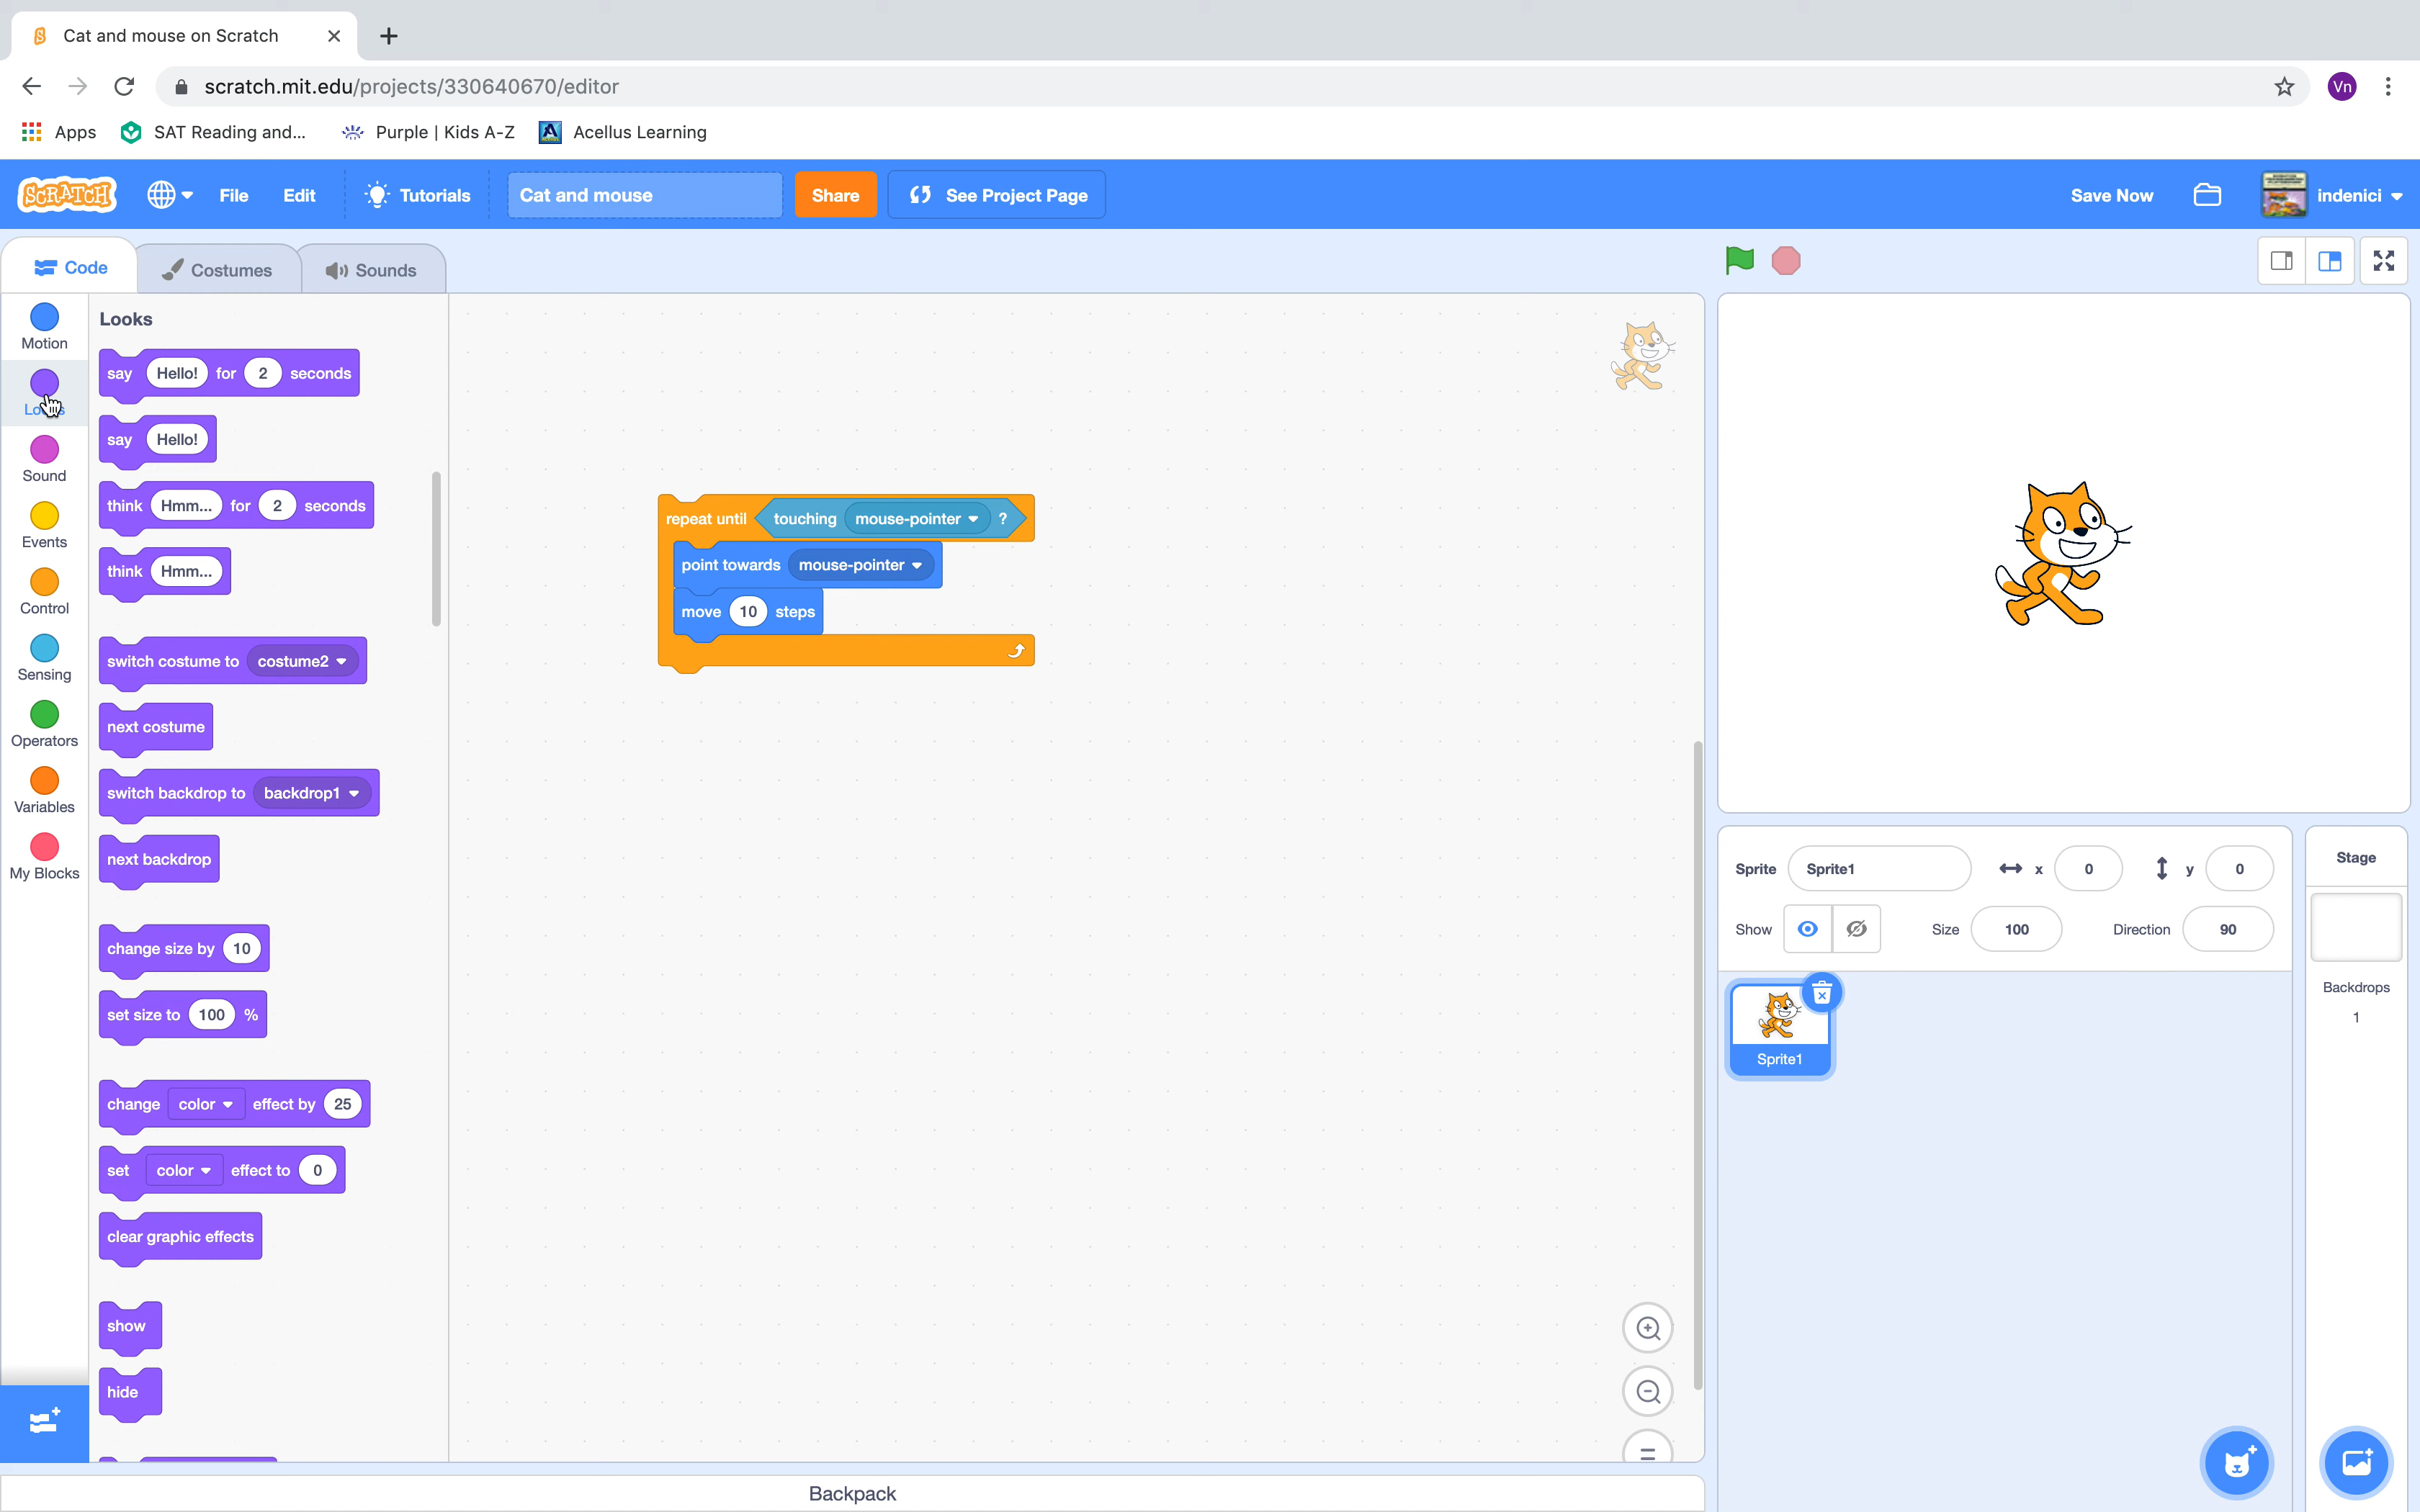 Cat and mouse on Scratch
scratch.mit.edu/projects/330640670/editor
Vn
Apps
SAT Reading and...
Purple | Kids A-Z
Acellus Learning
SCRATCH
File
Edit
Tutorials
Cat and mouse
Share
See Project Page
Save Now
indenici
Code
Costumes
Sounds
Motion
Looks
Sound
Events
Control
Sensing
Operators
Variables
My Blocks
Looks
say Hello! for 2 seconds
say Hello!
think Hmm... for 2 seconds
think Hmm...
switch costume to costume2
next costume
switch backdrop to backdrop1
next backdrop
change size by 10
set size to 100 %
change color effect by 25
set color effect to 0
clear graphic effects
show
hide
repeat until touching mouse-pointer ?
point towards mouse-pointer
move 10 steps
Backpack
Sprite Sprite1 x 0 y 0
Show Size 100 Direction 90
Sprite1
Stage
Backdrops
1